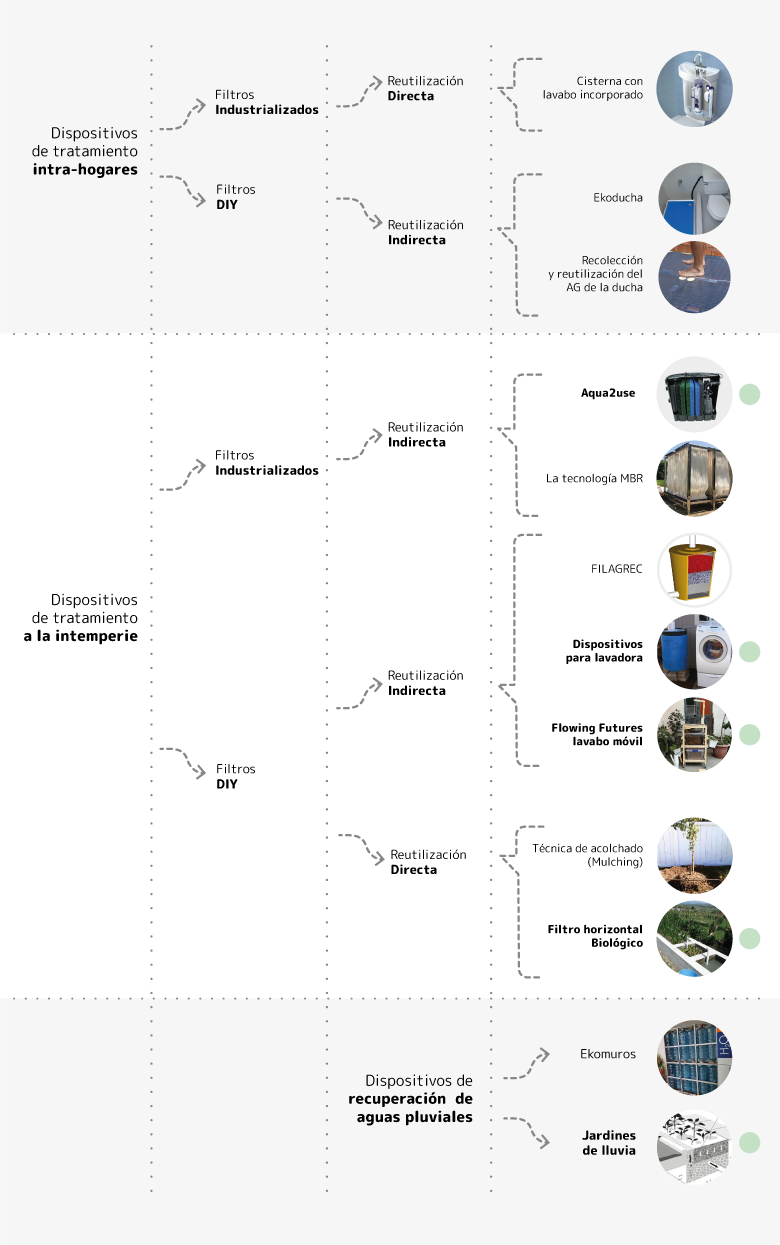 Dispositivos
de tratamiento
intra-hogares
Filtros
Industrializados
Filtros
DIY
Reutilización
Directa
Reutilización
Indirecta
Cisterna con
lavabo incorporado
Ekoducha
Recolección
y reutilización del
AG de la ducha
Dispositivos
de tratamiento
a la intemperie
Filtros
Industrializados
Reutilización
Indirecta
Aqua2use
La tecnología MBR
Filtros
DIY
Reutilización
Indirecta
FILAGREC
Dispositivos
para lavadora
Flowing Futures
lavabo móvil
Reutilización
Directa
Técnica de acolchado
(Mulching)
Filtro horizontal
Biológico
Dispositivos de
recuperación de
aguas pluviales
Ekomuros
H2O
Jardines
de lluvia